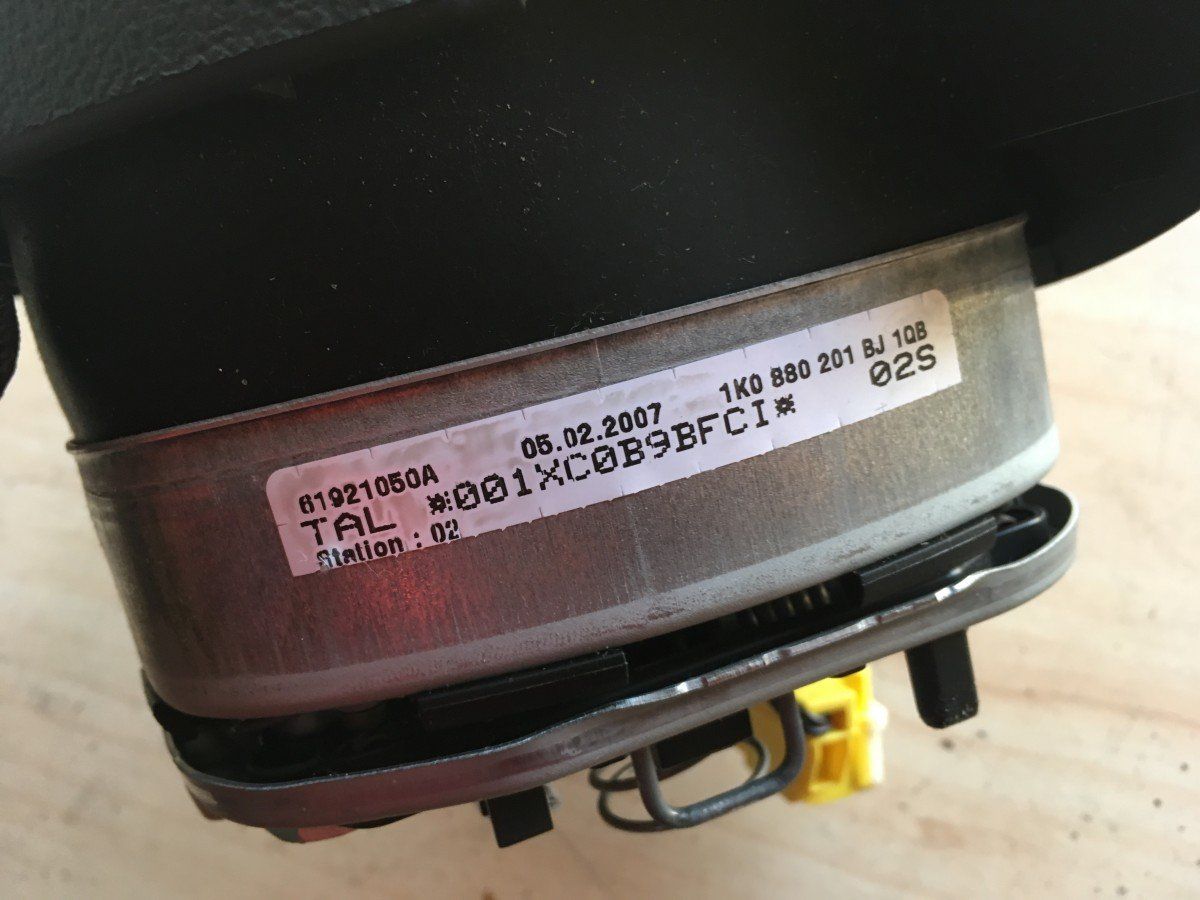 61921050A 05.02.2007 1K0 880 201 BJ 1QB
TAL *001XC0B9BFCI* 02S
Station : 02